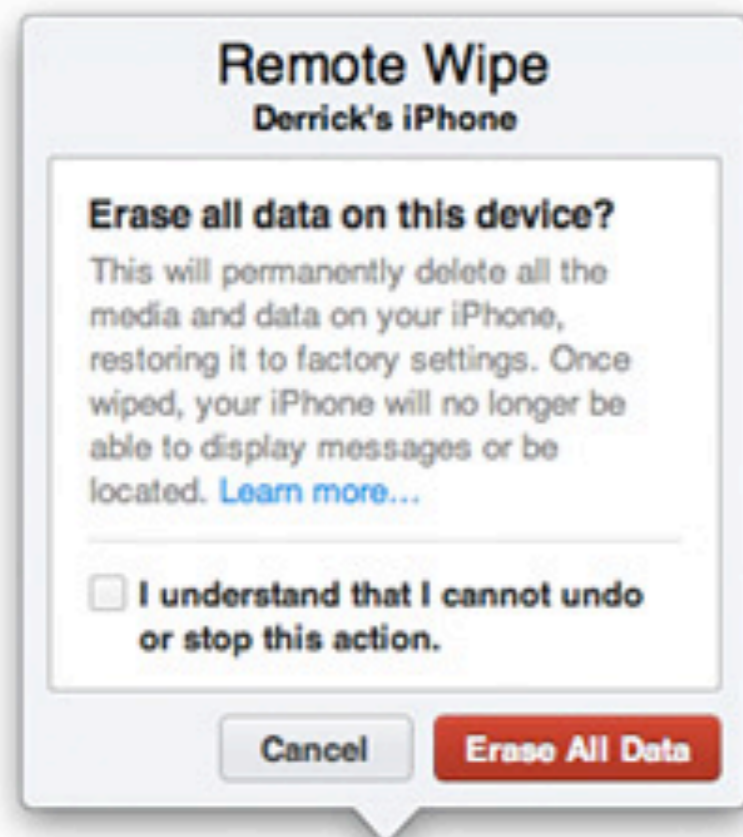 Remote Wipe
Derrick's iPhone
Erase all data on this device?
This will permanently delete all the
media and data on your iPhone,
restoring it to factory settings. Once
wiped, your iPhone will no longer be
able to display messages or be
located. Learn more...
I understand that I cannot undo
or stop this action.
Cancel
Erase All Data